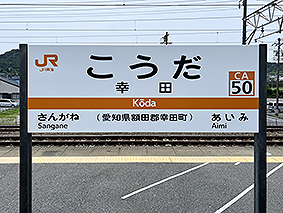 JR東海
こうだ
幸田
CA
50
Kōda
さんがね
Sangane
(愛知県額田郡幸田町)
あいみ
Aimi